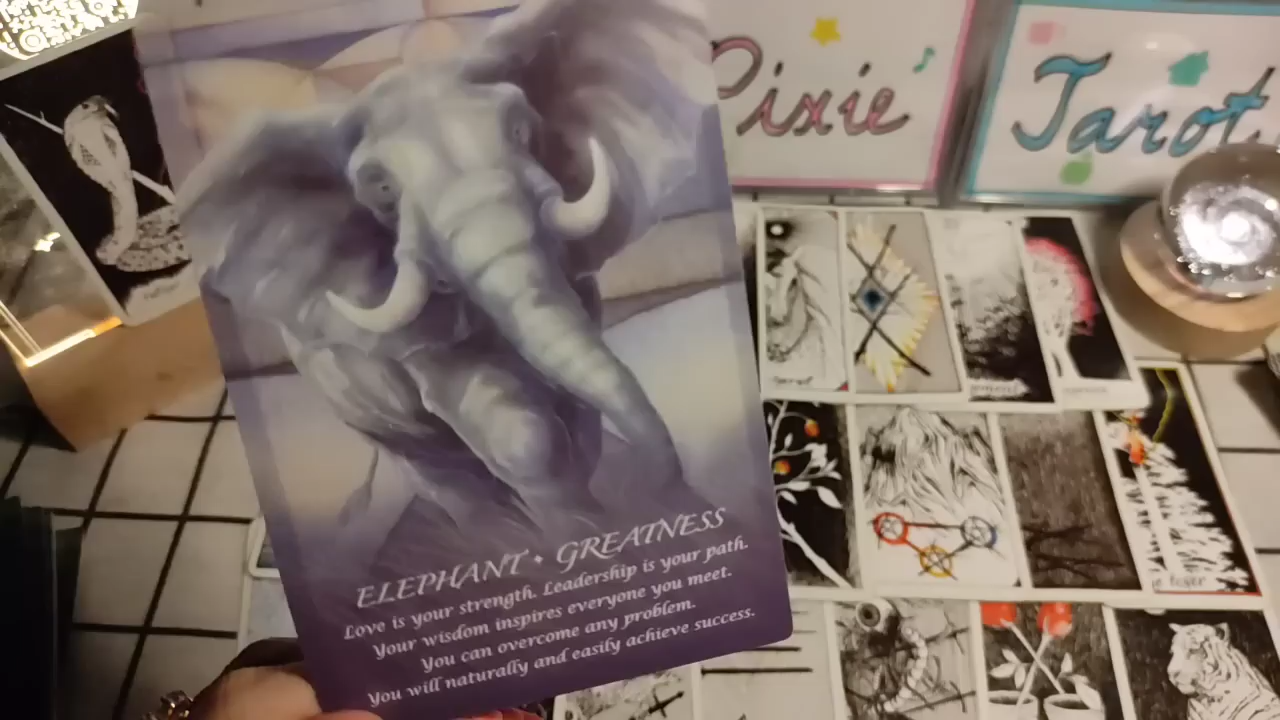 Pixie
Tarot
ELEPHANT • GREATNESS
Love is your strength. Leadership is your path.
Your wisdom inspires everyone you meet.
You can overcome any problem.
You will naturally and easily achieve success.